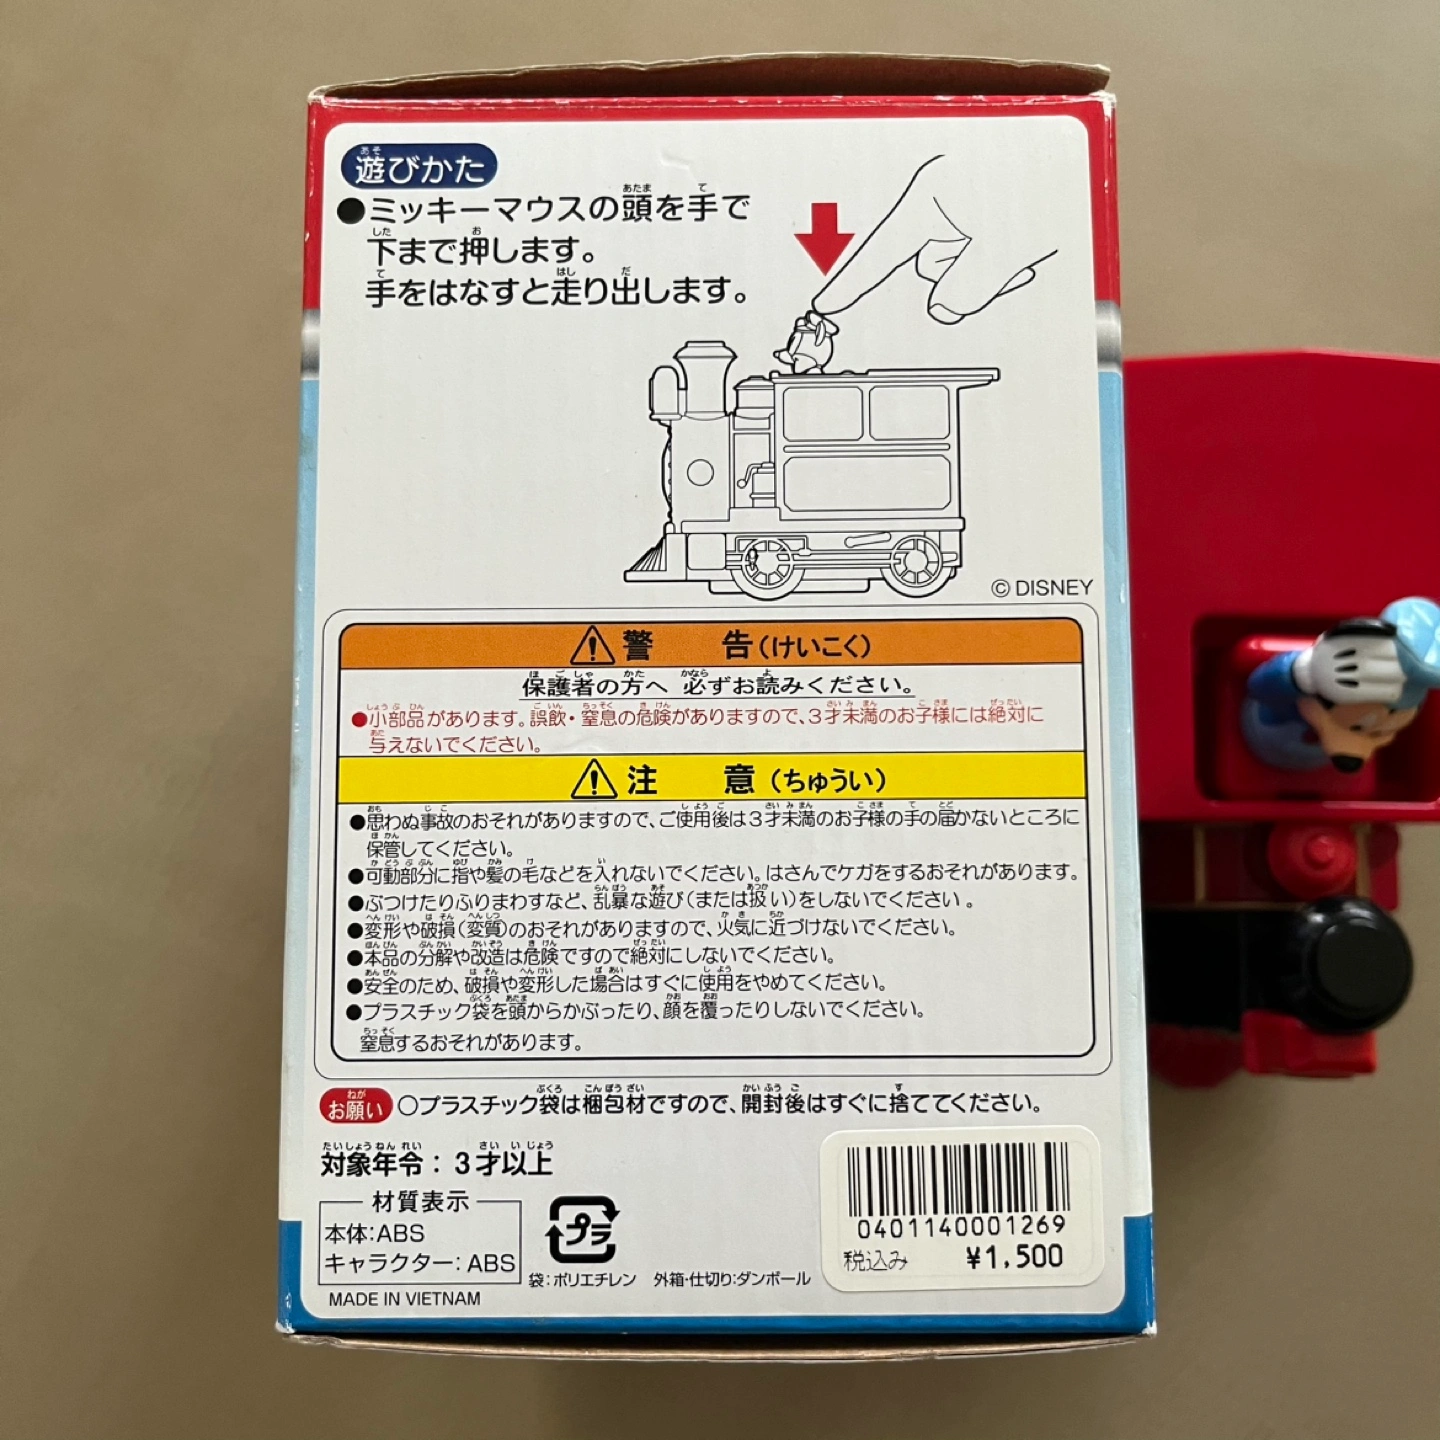 遊びかた
●ミッキーマウスの頭を手で
下まで押します。
手をはなすと走り出します。
© DISNEY
警 告(けいこく)
保護者の方へ 必ずお読みください。
●小部品があります。誤飲・窒息の危険がありますので、3才未満のお子様には絶対に
与えないでください。
注 意(ちゅうい)
●思わぬ事故のおそれがありますので、ご使用後は3才未満のお子様の手の届かないところに
保管してください。
●可動部分に指や髪の毛などを入れないでください。はさんでケガをするおそれがあります。
●ぶつけたりふりまわすなど、乱暴な遊び(または扱い)をしないでください。
●変形や破損(変質)のおそれがありますので、火気に近づけないでください。
●本品の分解や改造は危険ですので絶対にしないでください。
●安全のため、破損や変形した場合はすぐに使用をやめてください。
●プラスチック袋を頭からかぶったり、顔を覆ったりしないでください。
窒息するおそれがあります。
お願い ○プラスチック袋は梱包材ですので、開封後はすぐに捨ててください。
対象年令:3才以上
材質表示
本体:ABS
キャラクター:ABS
プラ
袋:ポリエチレン 外箱・仕切り:ダンボール
MADE IN VIETNAM
0401140001269
税込み ¥1,500